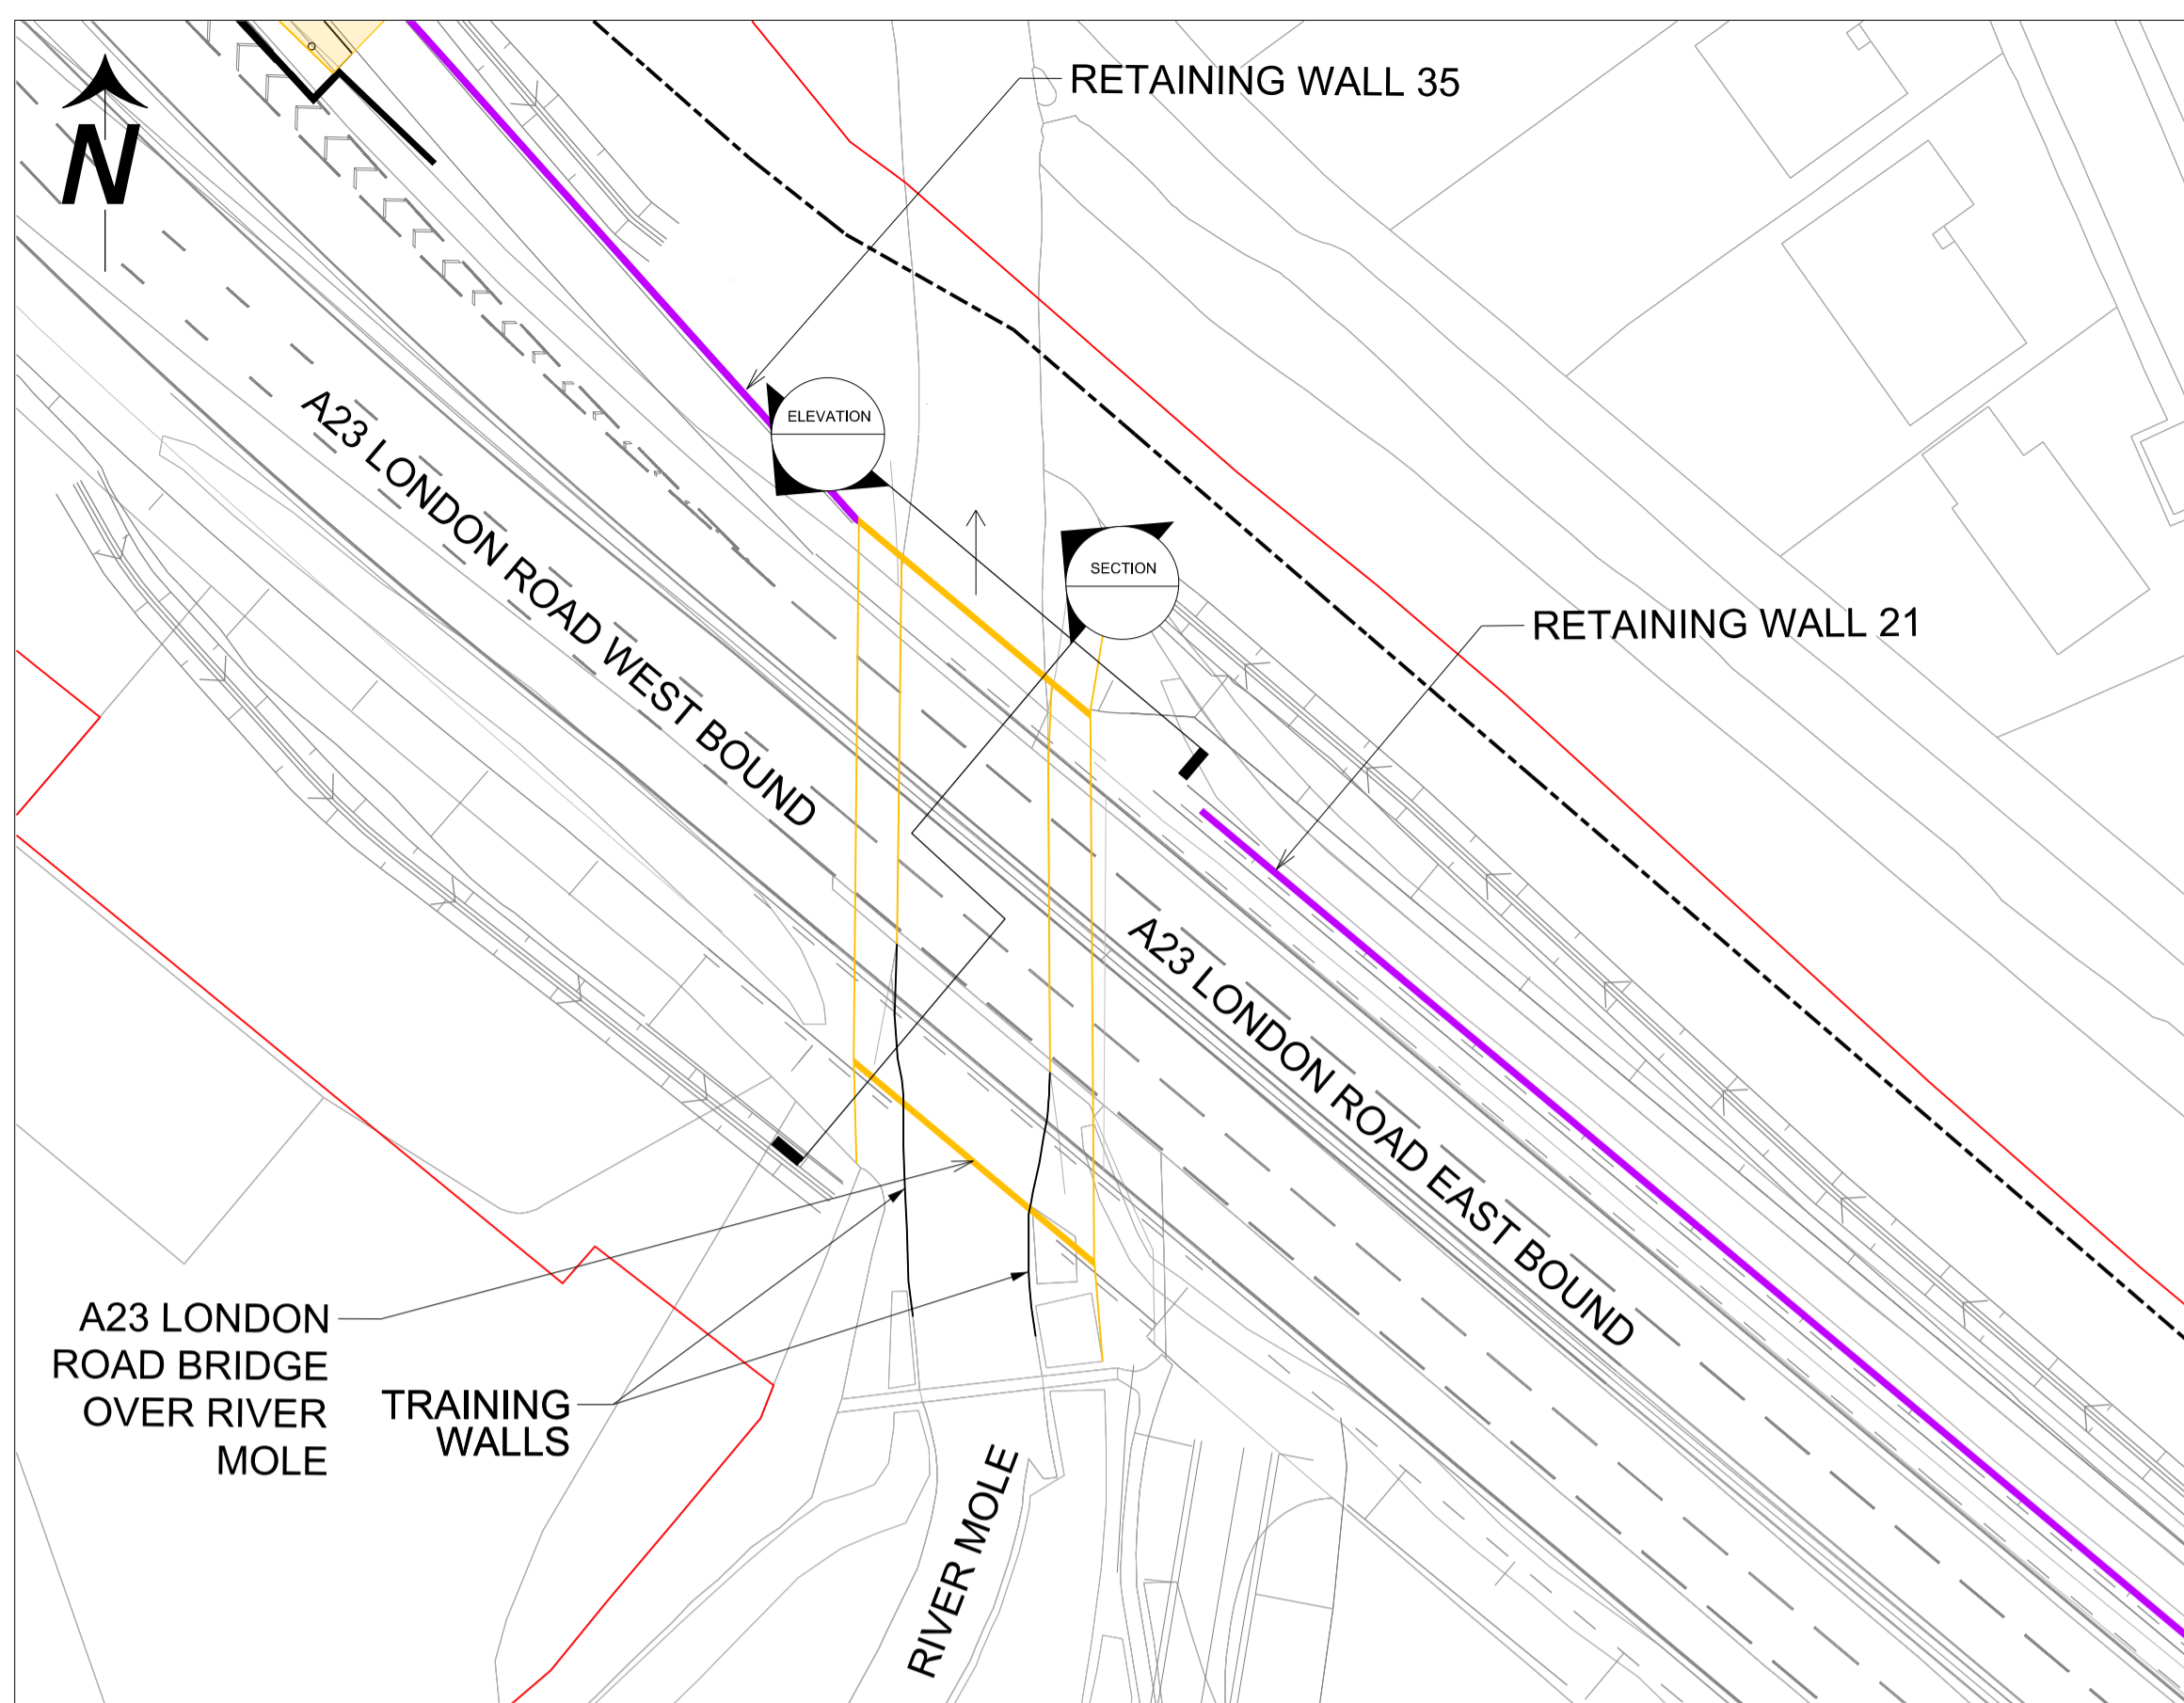 RETAINING WALL 35
N
ELEVATION
A23 LONDON ROAD WEST BOUND
SECTION
RETAINING WALL 21
A23 LONDON ROAD EAST BOUND
A23 LONDON
ROAD BRIDGE
OVER RIVER
MOLE
TRAINING
WALLS
RIVER MOLE